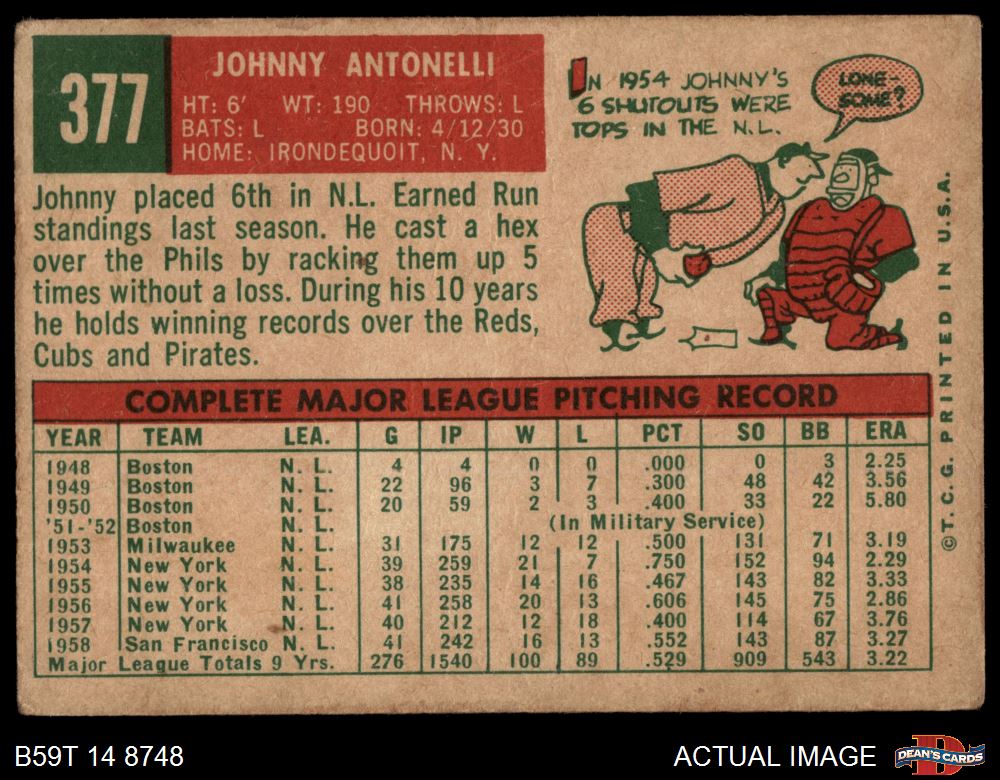 377
JOHNNY ANTONELLI
HT: 6' WT: 190 THROWS: L
BATS: L BORN: 4/12/30
HOME: IRONDEQUOIT, N. Y.
Johnny placed 6th in N.L. Earned Run
standings last season. He cast a hex
over the Phils by racking them up 5
times without a loss. During his 10 years
he holds winning records over the Reds,
Cubs and Pirates.
IN 1954 JOHNNY'S
6 SHUTOUTS WERE
TOPS IN THE N.L.
LONE-
SOME?
COMPLETE MAJOR LEAGUE PITCHING RECORD
YEAR TEAM LEA. G IP W L PCT SO BB ERA
1948 Boston N. L. 4 4 0 0 .000 0 3 2.25
1949 Boston N. L. 22 96 3 7 .300 48 42 3.56
1950 Boston N. L. 20 59 2 3 .400 33 22 5.80
'51-'52 Boston N. L. (In Military Service)
1953 Milwaukee N. L. 31 175 12 12 .500 131 71 3.19
1954 New York N. L. 39 259 21 7 .750 152 94 2.29
1955 New York N. L. 38 235 14 16 .467 143 82 3.33
1956 New York N. L. 41 258 20 13 .606 145 75 2.86
1957 New York N. L. 40 212 12 18 .400 114 67 3.76
1958 San Francisco N. L. 41 242 16 13 .552 143 87 3.27
Major League Totals 9 Yrs. 276 1540 100 89 .529 909 543 3.22
©T. C. G. PRINTED IN U.S.A.
B59T 14 8748
ACTUAL IMAGE
DEAN'S CARDS